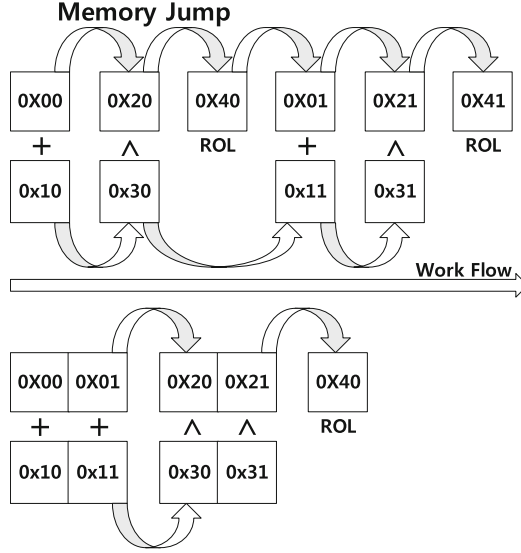 Memory Jump
0X00 0X20 0X40 0X01 0X21 0X41
+ ^ ROL + ^ ROL
0x10 0x30 0x11 0x31
Work Flow
0X00 0X01 0X20 0X21 0X40
+ + ^ ^ ROL
0x10 0x11 0x30 0x31